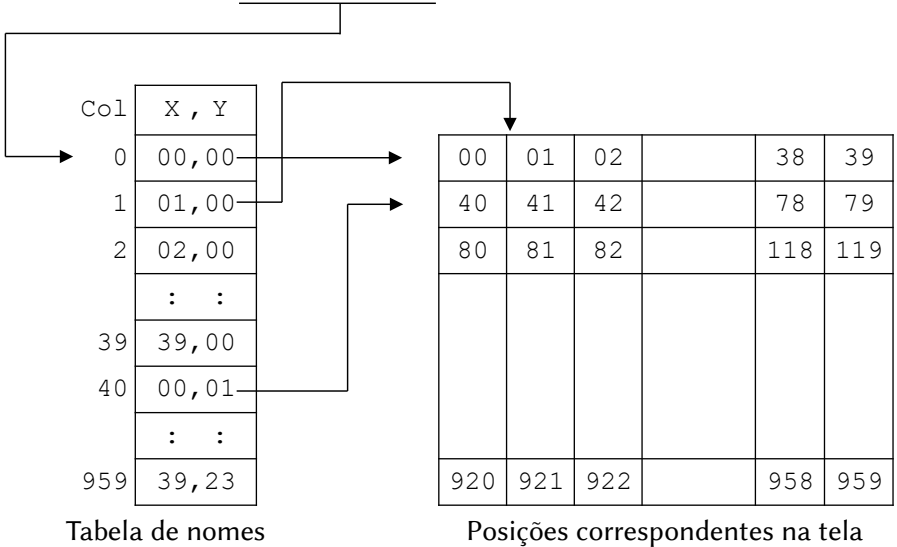 Col X , Y
0 00,00
1 01,00
2 02,00
: :
39 39,00
40 00,01
: :
959 39,23
Tabela de nomes
00 01 02 38 39
40 41 42 78 79
80 81 82 118 119
920 921 922 958 959
Posições correspondentes na tela